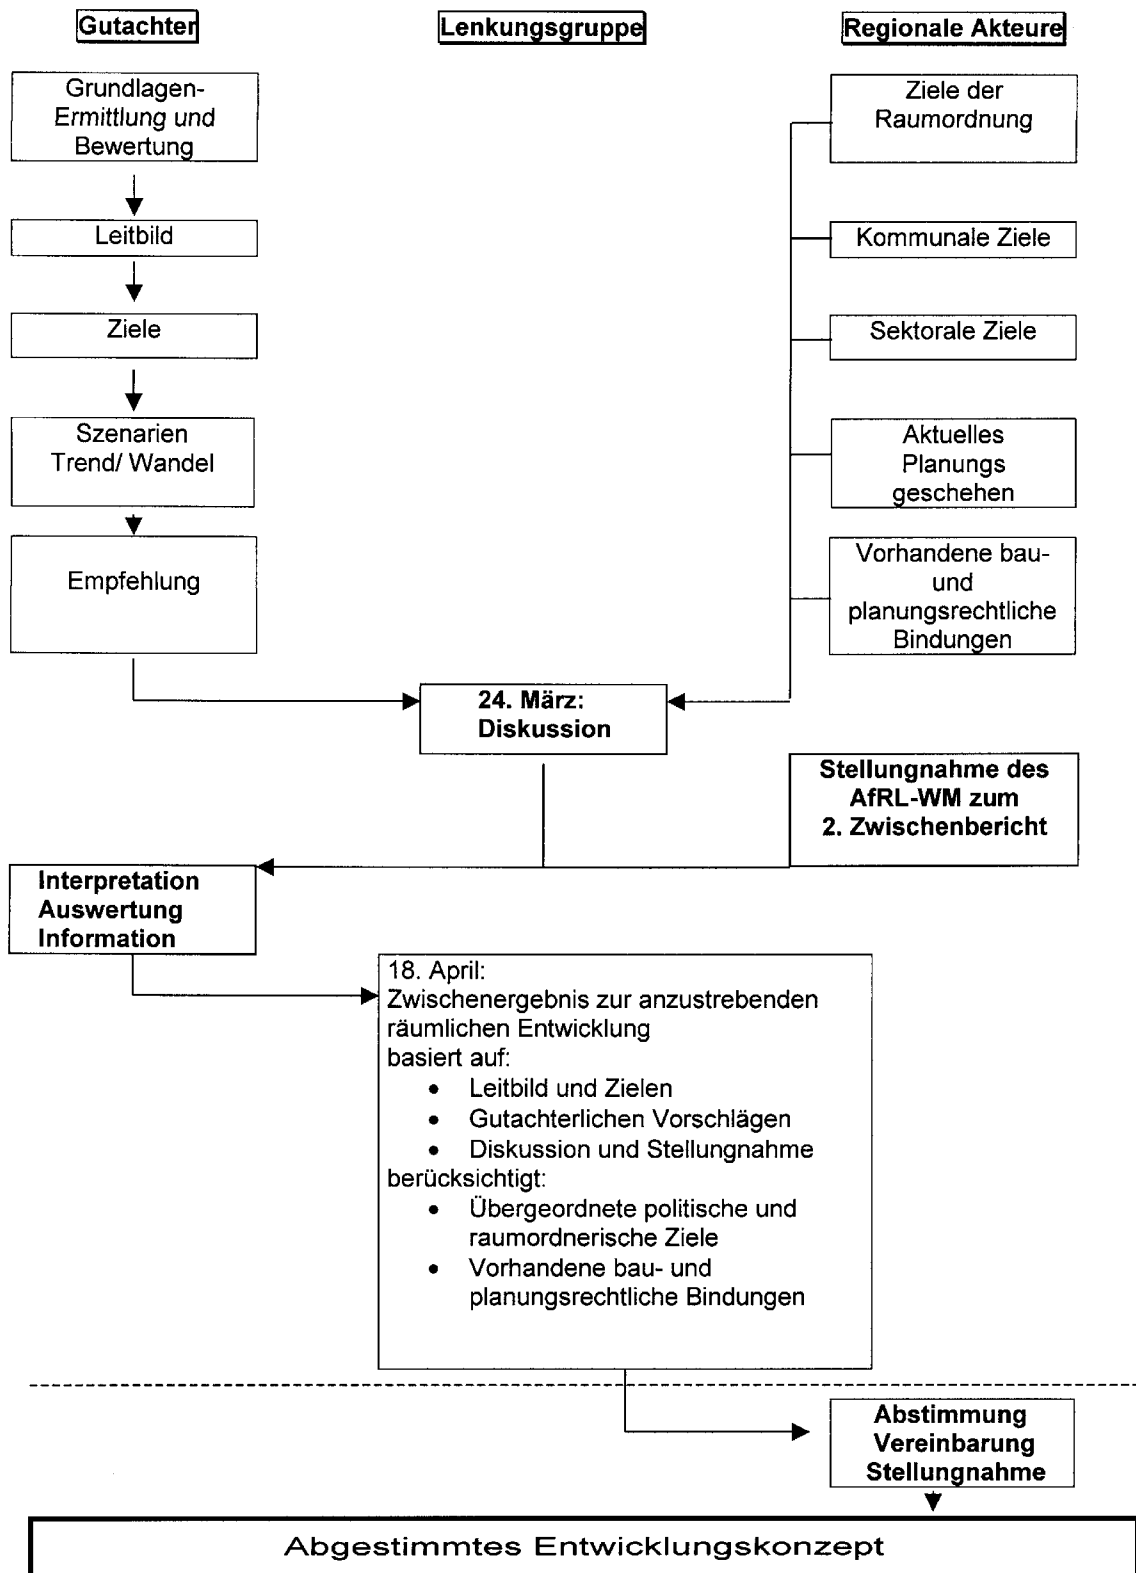 Gutachter
Lenkungsgruppe
Regionale Akteure
Grundlagen-
Ermittlung und
Bewertung
Leitbild
Ziele
Szenarien
Trend/ Wandel
Empfehlung
Ziele der
Raumordnung
Kommunale Ziele
Sektorale Ziele
Aktuelles
Planungs
geschehen
Vorhandene bau-
und
planungsrechtliche
Bindungen
24. März:
Diskussion
Stellungnahme des
AfRL-WM zum
2. Zwischenbericht
Interpretation
Auswertung
Information
18. April:
Zwischenergebnis zur anzustrebenden
räumlichen Entwicklung
basiert auf:
• Leitbild und Zielen
• Gutachterlichen Vorschlägen
• Diskussion und Stellungnahme
berücksichtigt:
• Übergeordnete politische und
raumordnerische Ziele
• Vorhandene bau- und
planungsrechtliche Bindungen
Abstimmung
Vereinbarung
Stellungnahme
Abgestimmtes Entwicklungskonzept